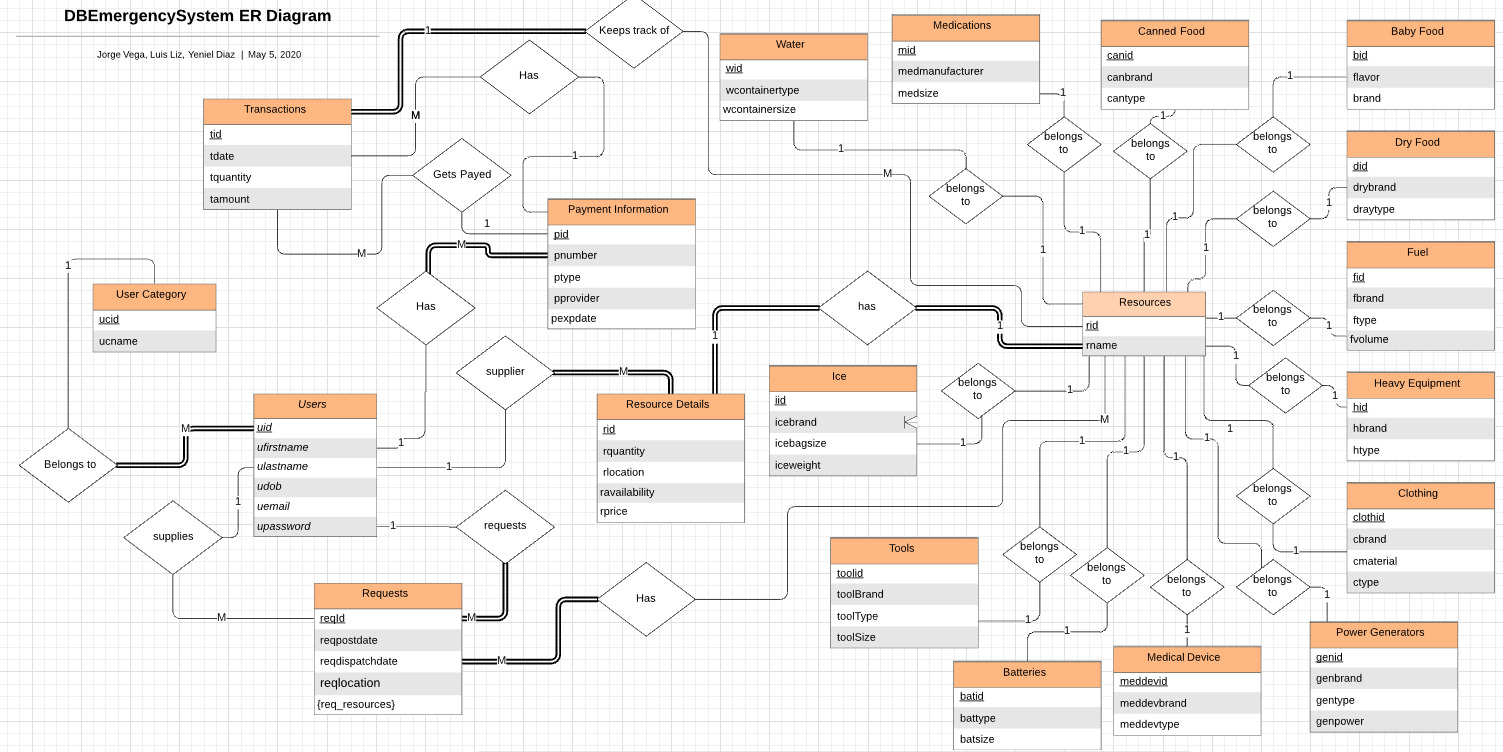 DBEmergencySystem ER Diagram
Jorge Vega, Luis Liz, Yeniel Diaz | May 5, 2020
Transactions
tid
tdate
tquantity
tamount
1
Keeps track of
M
Has
M
1
Gets Payed
M
1
Payment Information
pid
pnumber
ptype
pprovider
pexpdate
M
Has
1
User Category
ucid
ucname
1
Belongs to
M
Users
uid
ufirstname
ulastname
udob
uemail
upassword
supplier
1
M
Resource Details
rid
rquantity
rlocation
ravailability
rprice
1
has
1
supplies
1
M
requests
1
M
Requests
reqId
reqpostdate
reqdispatchdate
reqlocation
{req_resources}
M
Has
M
Water
wid
wcontainertype
wcontainersize
1
belongs
to
1
Medications
mid
medmanufacturer
medsize
1
belongs
to
1
Canned Food
canid
canbrand
cantype
1
belongs
to
1
Baby Food
bid
flavor
brand
1
belongs
to
1
Dry Food
did
drybrand
draytype
1
belongs
to
1
Fuel
fid
fbrand
ftype
fvolume
1
belongs
to
1
Resources
rid
rname
Heavy Equipment
hid
hbrand
htype
1
belongs
to
1
Ice
iid
icebrand
icebagsize
iceweight
1
belongs
to
1
Clothing
clothid
cbrand
cmaterial
ctype
1
belongs
to
1
Tools
toolid
toolBrand
toolType
toolSize
1
belongs
to
1
Batteries
batid
battype
batsize
1
belongs
to
1
Medical Device
meddevid
meddevbrand
meddevtype
1
belongs
to
1
Power Generators
genid
genbrand
gentype
genpower
1
belongs
to
1